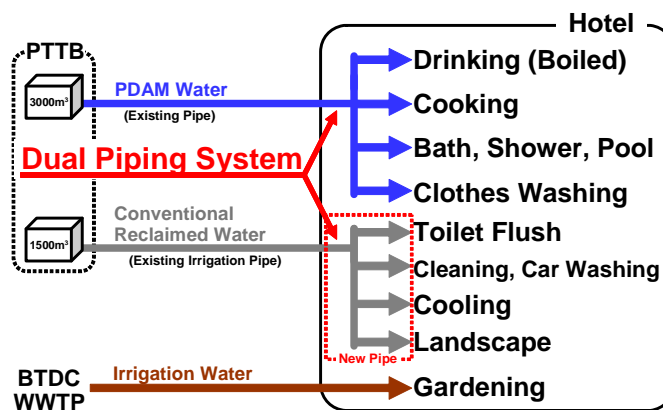 Hotel
PTTB
3000m³
PDAM Water
(Existing Pipe)
Drinking (Boiled)
Cooking
Bath, Shower, Pool
Clothes Washing
Dual Piping System
1500m³
Conventional
Reclaimed Water
(Existing Irrigation Pipe)
Toilet Flush
Cleaning, Car Washing
Cooling
Landscape
New Pipe
BTDC
WWTP
Irrigation Water
Gardening